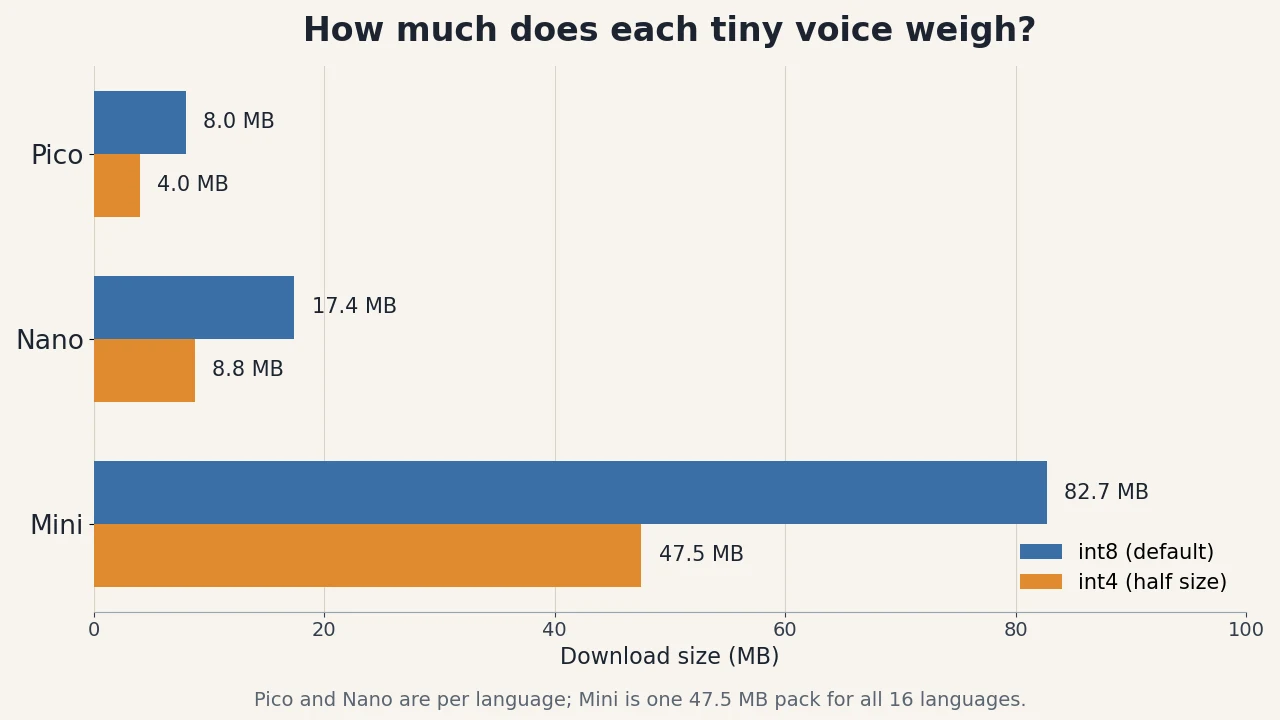 How much does each tiny voice weigh?
Pico
8.0 MB
4.0 MB
Nano
17.4 MB
8.8 MB
Mini
82.7 MB
47.5 MB
int8 (default)
int4 (half size)
0 20 40 60 80 100
Download size (MB)
Pico and Nano are per language; Mini is one 47.5 MB pack for all 16 languages.